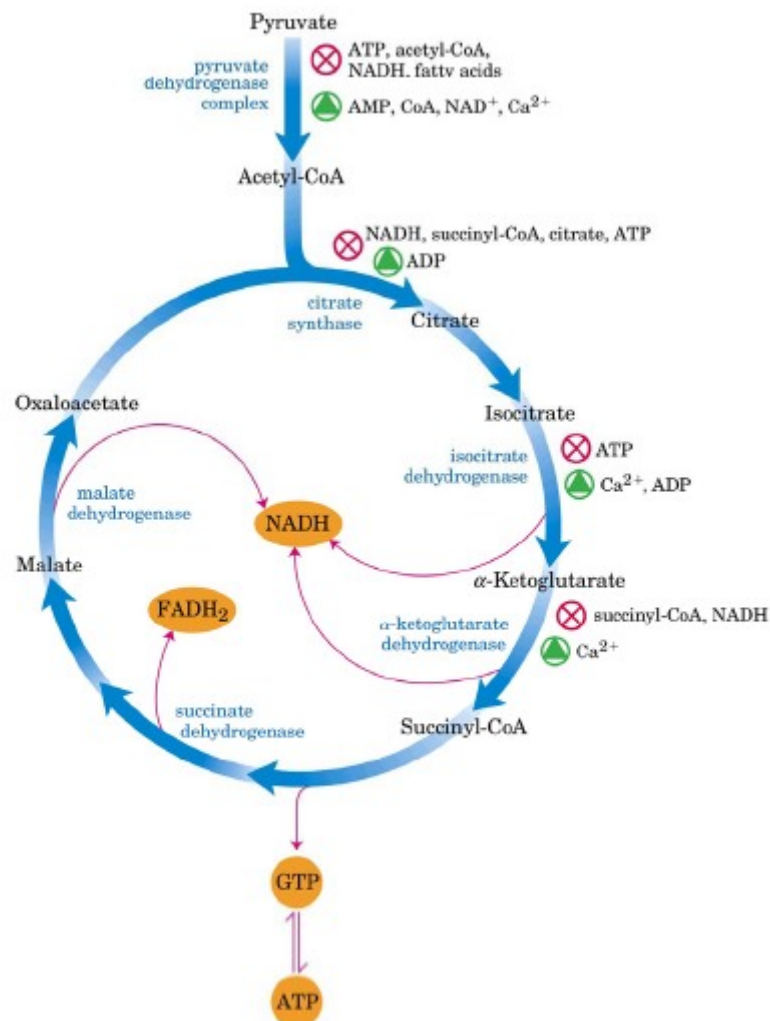 Pyruvate
pyruvate
dehydrogenase
complex
ATP, acetyl-CoA,
NADH. fattv acids
AMP, CoA, NAD⁺, Ca²⁺
Acetyl-CoA
NADH, succinyl-CoA, citrate, ATP
ADP
citrate
synthase
Citrate
Oxaloacetate
Isocitrate
isocitrate
dehydrogenase
ATP
Ca²⁺, ADP
malate
dehydrogenase
NADH
Malate
α-Ketoglutarate
FADH₂
α-ketoglutarate
dehydrogenase
succinyl-CoA, NADH
Ca²⁺
succinate
dehydrogenase
Succinyl-CoA
GTP
ATP